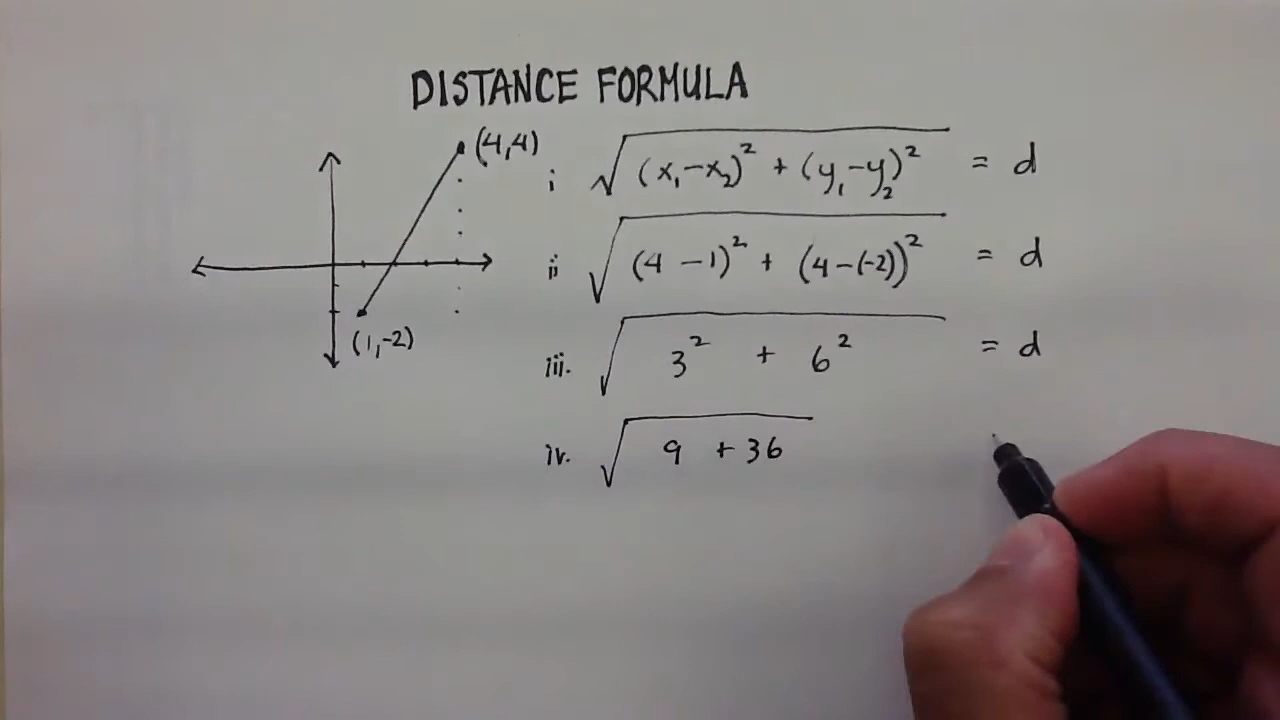 DISTANCE FORMULA
(4,4)
(1,-2)
i √((x₁-x₂)² + (y₁-y₂)²) = d
ii √((4-1)² + (4-(-2))²) = d
iii. √(3² + 6²) = d
iv. √(9 + 36)